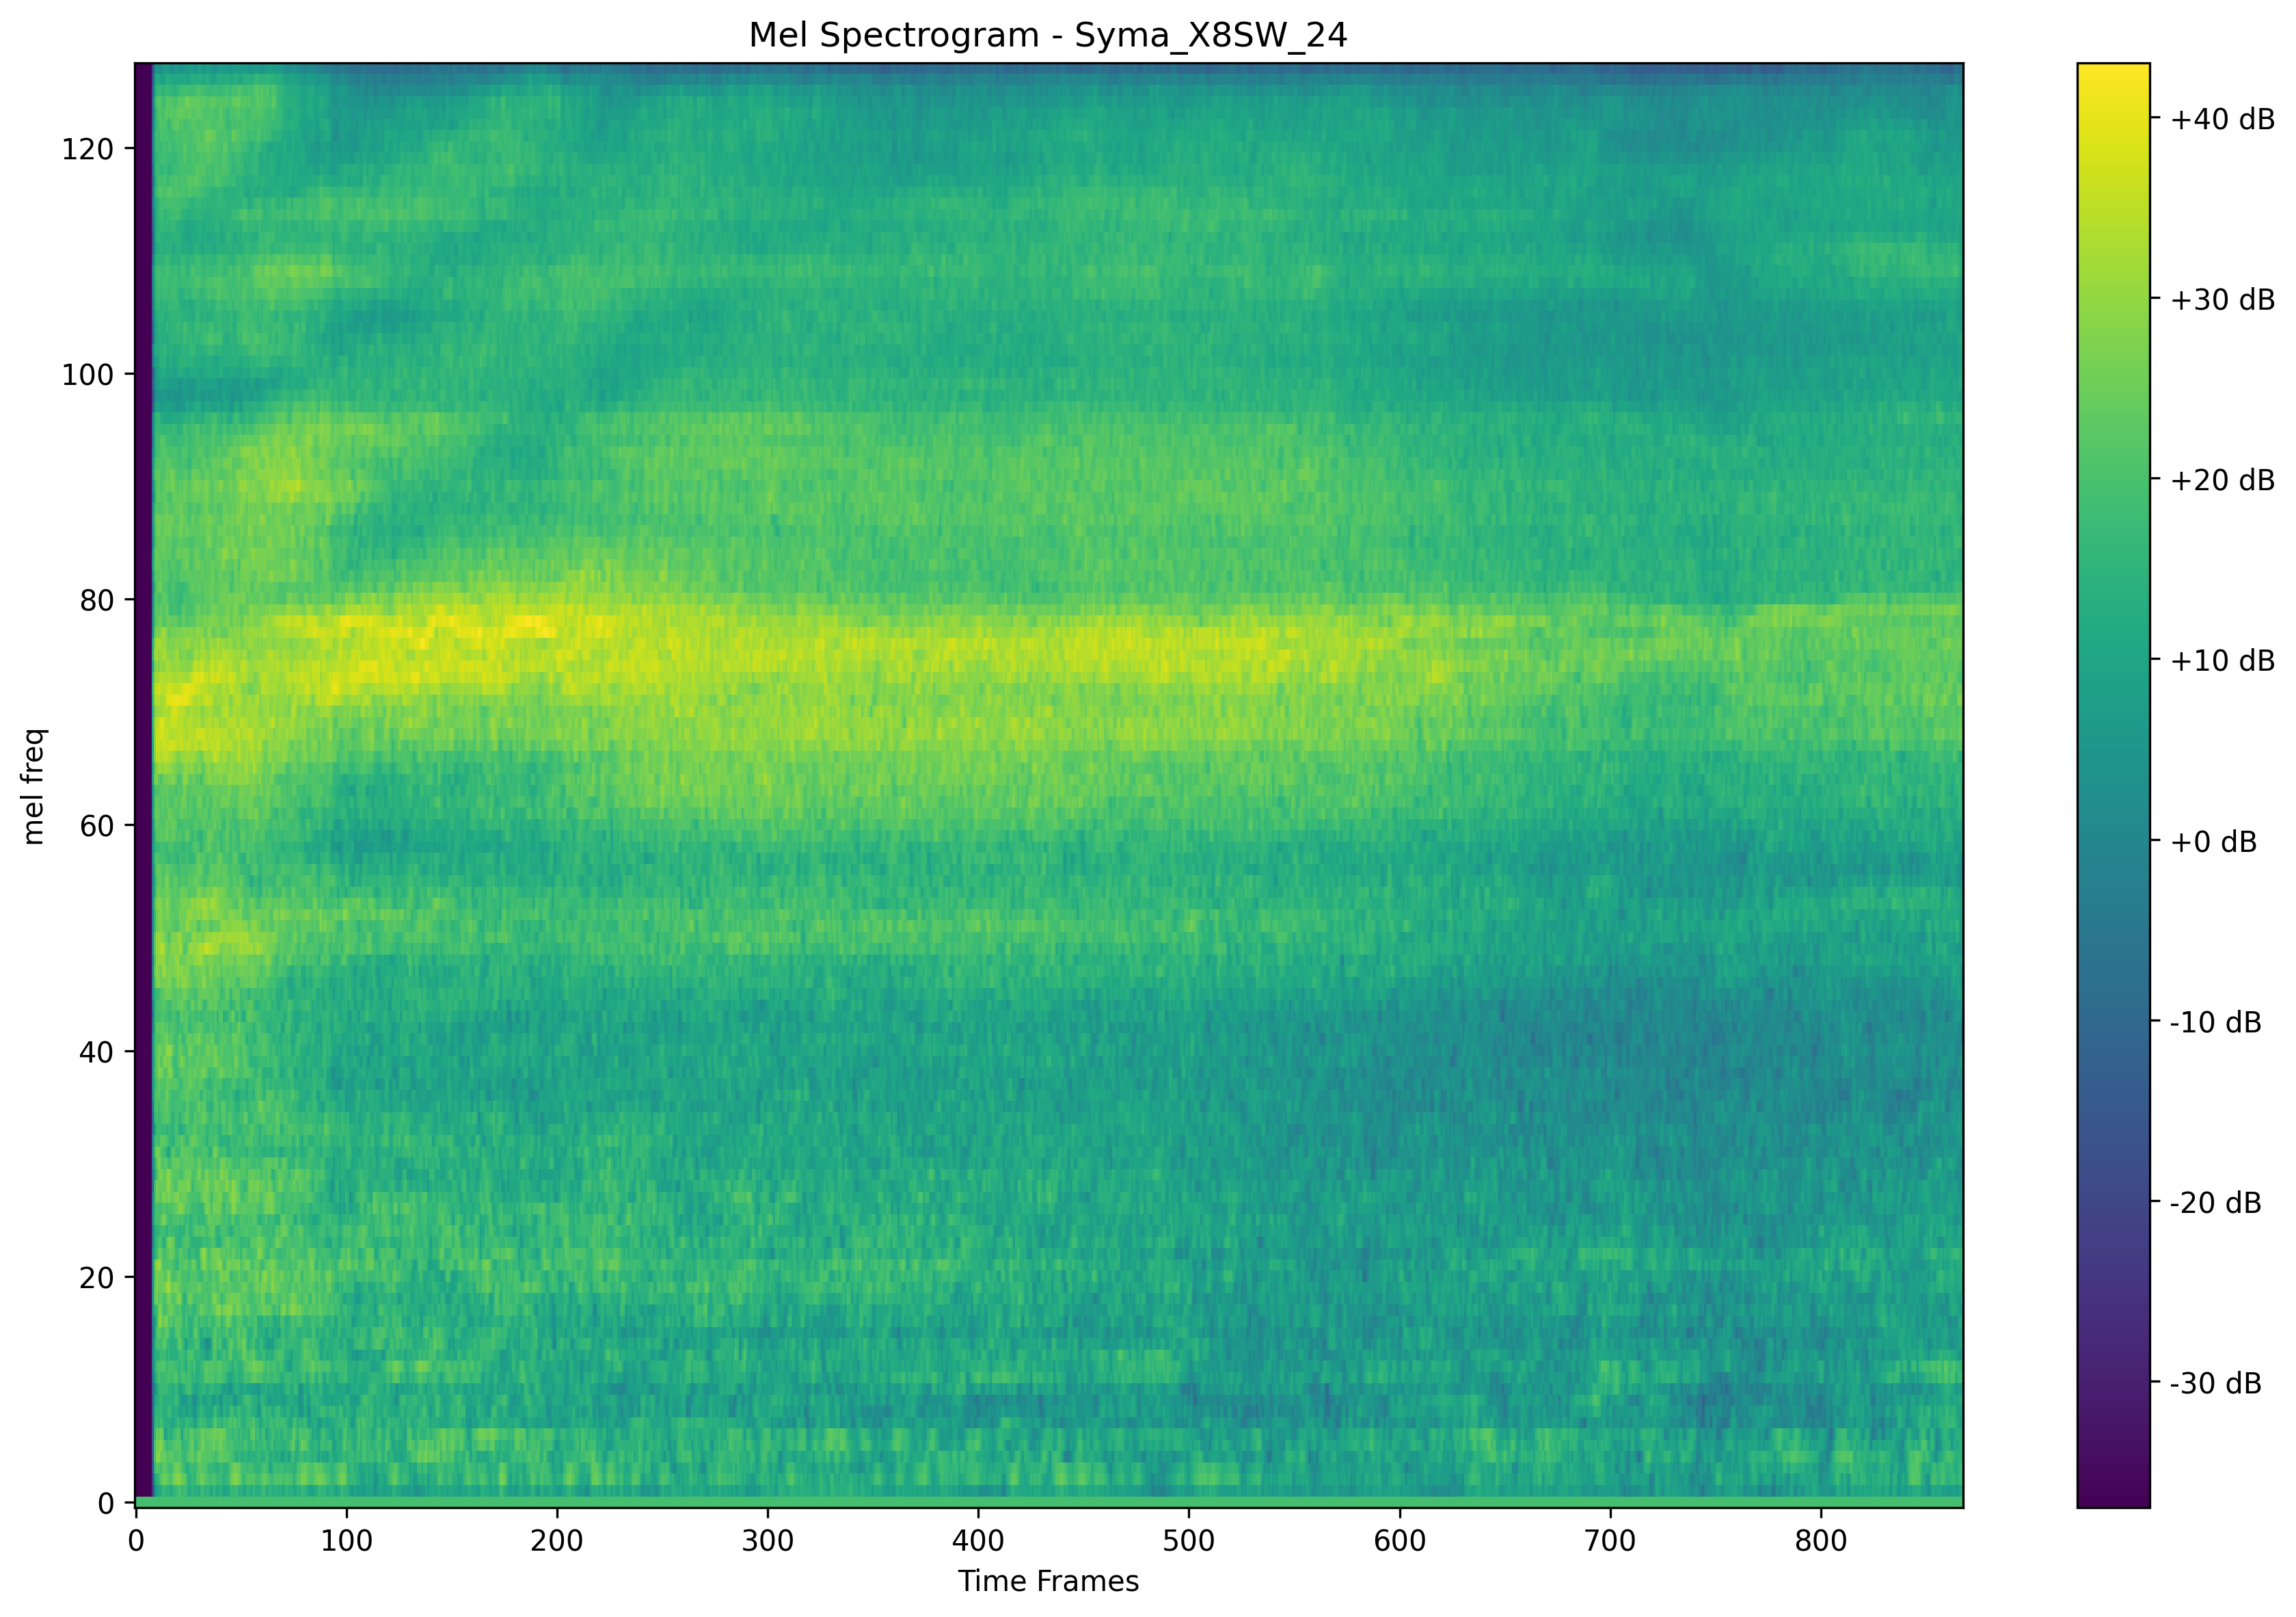 Mel Spectrogram - Syma_X8SW_24
mel freq
120
100
80
60
40
20
0
0 100 200 300 400 500 600 700 800
Time Frames
+40 dB
+30 dB
+20 dB
+10 dB
+0 dB
-10 dB
-20 dB
-30 dB